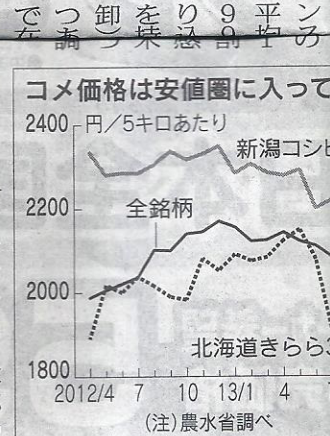 コメ価格は安値圏に入って
2400
円／5キロあたり
新潟コシヒ
2200
全銘柄
2000
北海道きらら3
1800
2012/4 7 10 13/1 4
(注)農水省調べ